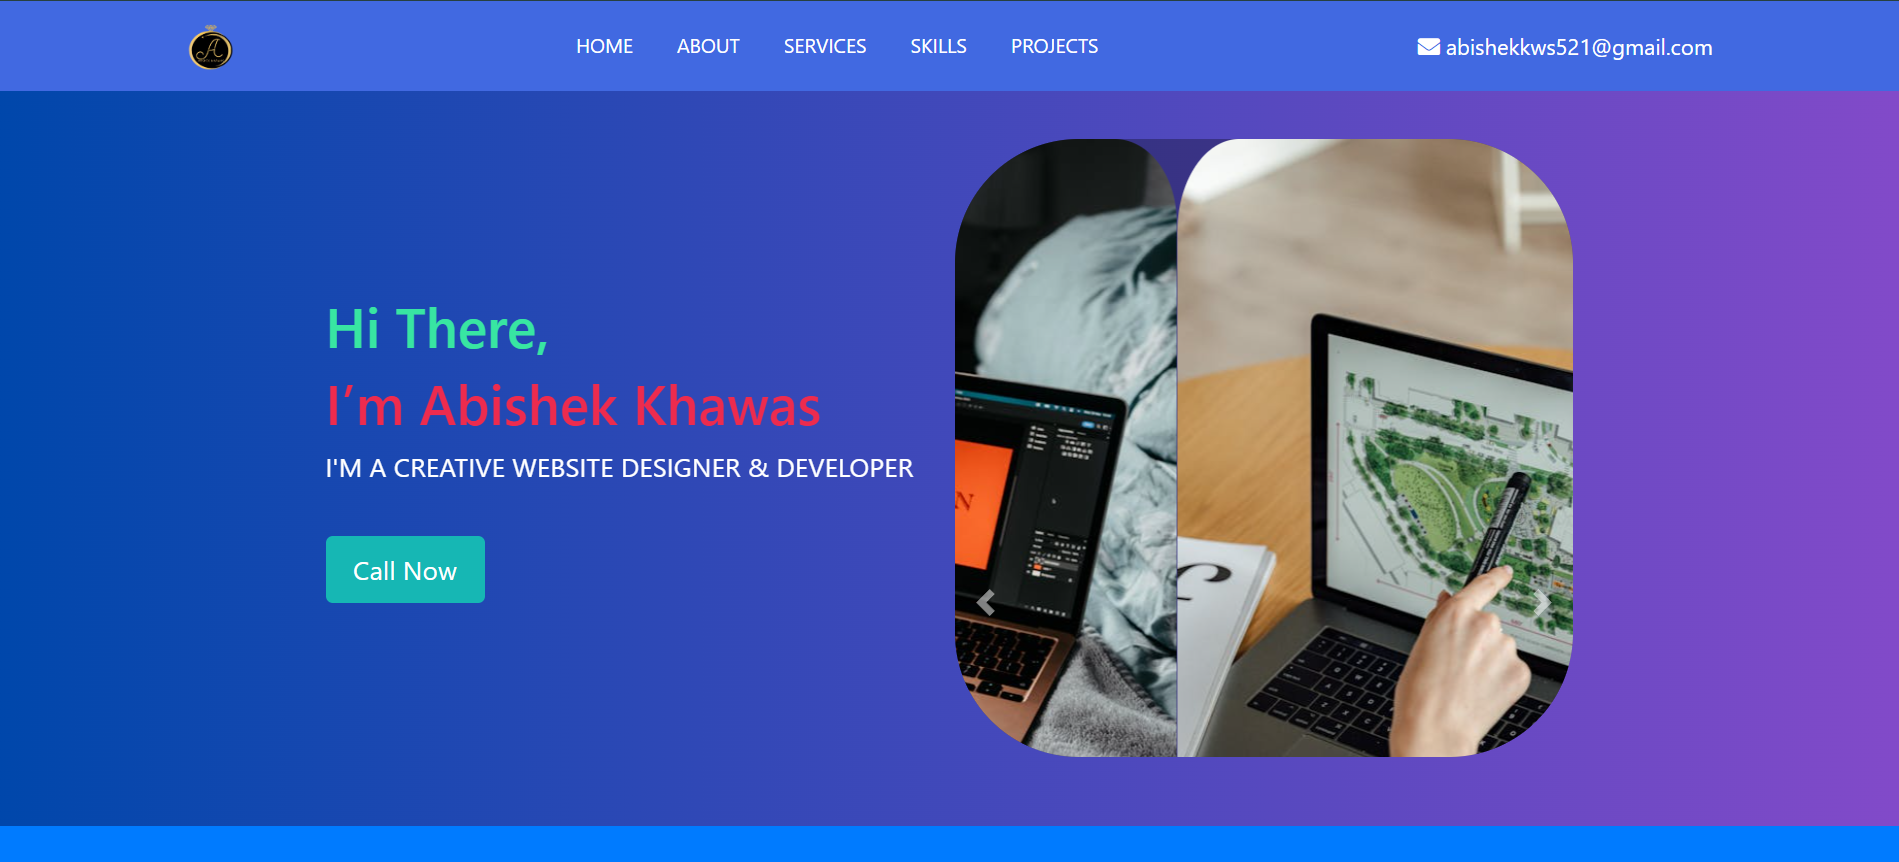 HOME ABOUT SERVICES SKILLS PROJECTS abishekkws521@gmail.com
Hi There,
I’m Abishek Khawas
I'M A CREATIVE WEBSITE DESIGNER & DEVELOPER
Call Now